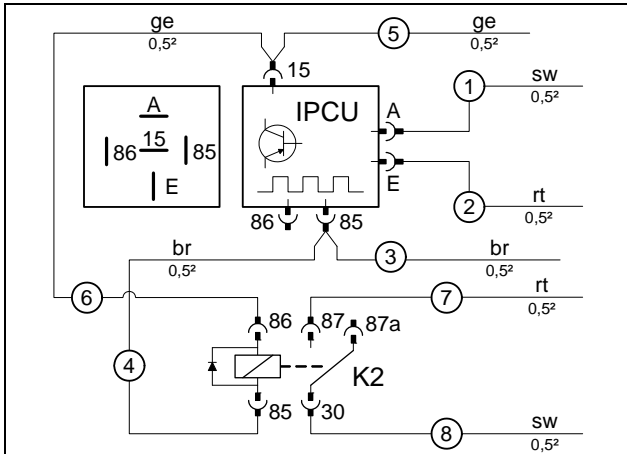 ge 5 ge
0,5² 0,5²
15
1 sw
0,5²
IPCU A
A
15
86 85
E
E
2 rt
0,5²
86 85
br 3 br
0,5² 0,5²
6 7 rt
0,5²
86 87 87a
4
K2
85 30
8 sw
0,5²